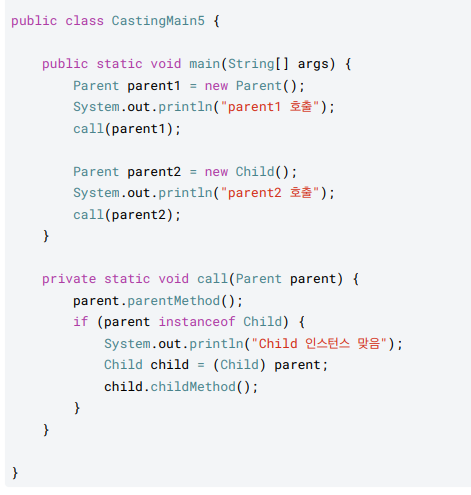 public class CastingMain5 {
public static void main(String[] args) {
Parent parent1 = new Parent();
System.out.println("parent1 호출");
call(parent1);
Parent parent2 = new Child();
System.out.println("parent2 호출");
call(parent2);
}
private static void call(Parent parent) {
parent.parentMethod();
if (parent instanceof Child) {
System.out.println("Child 인스턴스 맞음");
Child child = (Child) parent;
child.childMethod();
}
}
}